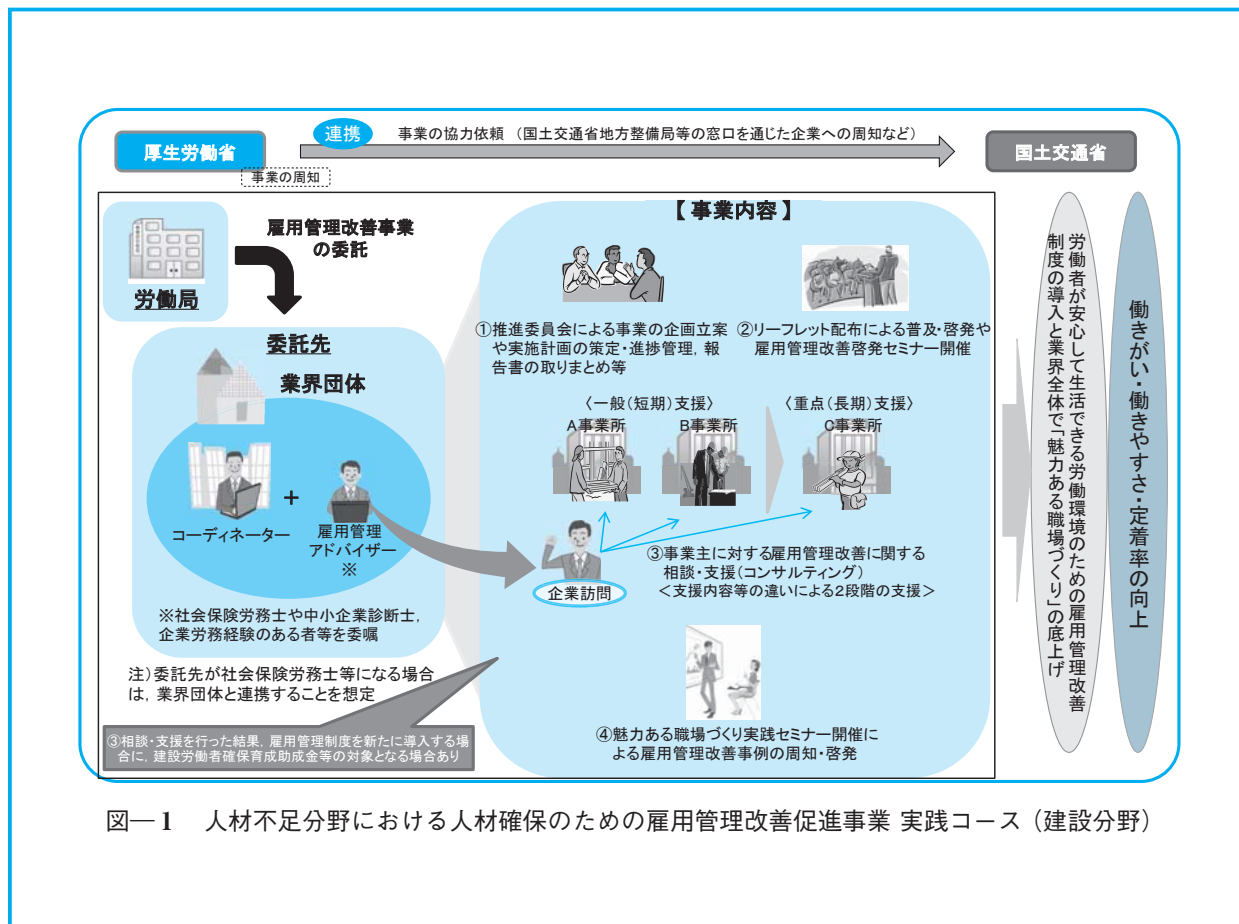 連携
事業の協力依頼 (国土交通省地方整備局等の窓口を通じた企業への周知など)
厚生労働省
国土交通省
事業の周知
労働局
雇用管理改善事業
の委託
委託先
業界団体
コーディネーター
+
雇用管理
アドバイザー
※
※社会保険労務士や中小企業診断士,
企業労務経験のある者等を委嘱
注)委託先が社会保険労務士等になる場合
は, 業界団体と連携することを想定
③相談・支援を行った結果, 雇用管理制度を新たに導入する場
合に, 建設労働者確保育成助成金等の対象となる場合あり
【 事業内容 】
①推進委員会による事業の企画立案
や実施計画の策定・進捗管理, 報
告書の取りまとめ等
②リーフレット配布による普及・啓発や
雇用管理改善啓発セミナー開催
〈一般(短期)支援〉
〈重点(長期)支援〉
A事業所
B事業所
C事業所
企業訪問
③事業主に対する雇用管理改善に関する
相談・支援(コンサルティング)
<支援内容等の違いによる2段階の支援>
④魅力ある職場づくり実践セミナー開催に
よる雇用管理改善事例の周知・啓発
労働者が安心して生活できる労働環境のための雇用管理改善
制度の導入と業界全体で「魅力ある職場づくり」の底上げ
働きがい・働きやすさ・定着率の向上
図―1 人材不足分野における人材確保のための雇用管理改善促進事業 実践コース (建設分野)